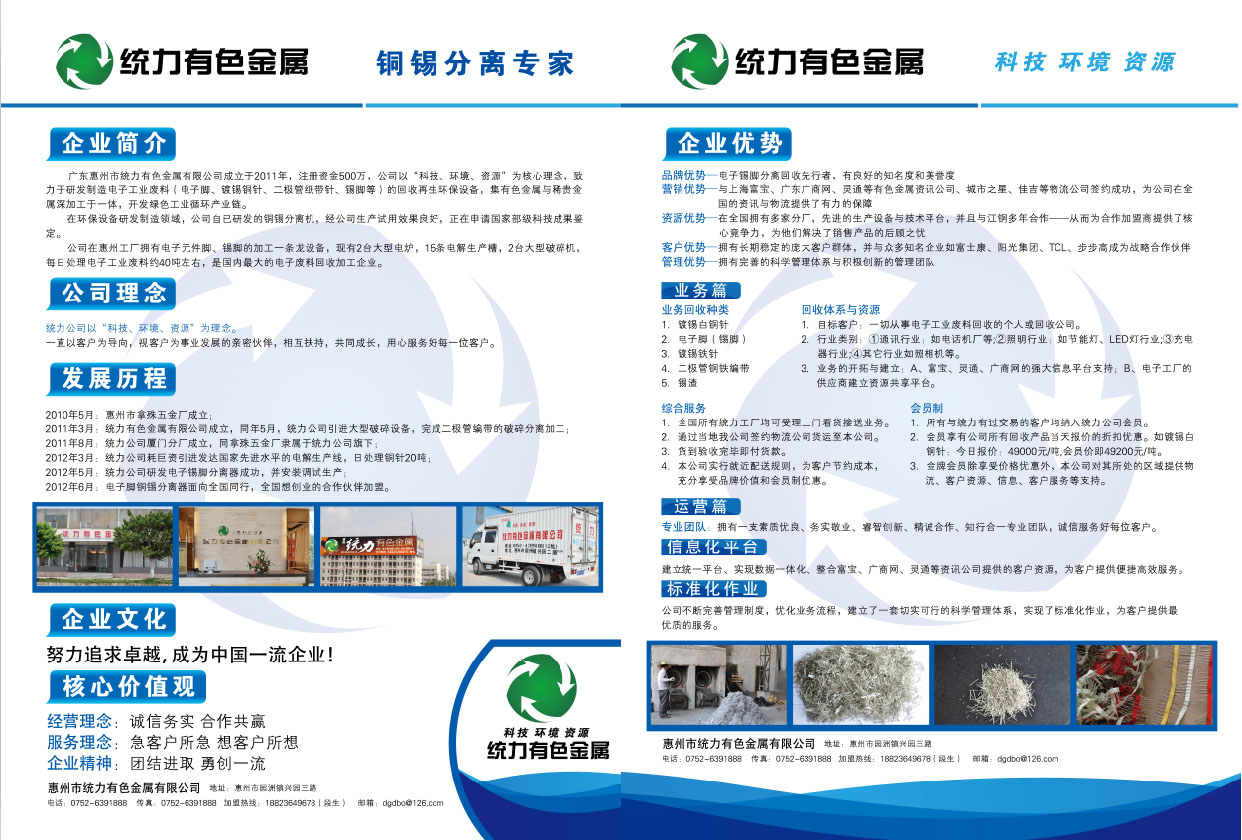 统力有色金属
铜锡分离专家
企业简介
广东惠州市统力有色金属有限公司成立于2011年，注册资金500万，公司以“科技、环境、资源”为核心理念，致
力于研发制造电子工业废料（电子脚、镀锡铜针、二极管纸带针、锡脚等）的回收再生环保设备，集有色金属与稀贵金
属深加工于一体，开发绿色工业循环产业链。
在环保设备研发制造领域，公司自己研发的铜锡分离机，经公司生产试用效果良好，正在申请国家部级科技成果鉴
定。
公司在惠州工厂拥有电子元件脚、锡脚的加工一条龙设备，现有2台大型电炉，15条电解生产槽，2台大型破碎机，
每日处理电子工业废料约40吨左右，是国内最大的电子废料回收加工企业。
公司理念
统力公司以“科技、环境、资源”为理念。
一直以客户为导向，视客户为事业发展的亲密伙伴，相互扶持，共同成长，用心服务好每一位客户。
发展历程
2010年5月：惠州市拿珠五金厂成立；
2011年3月：统力有色金属有限公司成立，同年5月，统力公司引进大型破碎设备，完成二极管编带的破碎分离加工；
2011年8月：统力公司厦门分厂成立，同拿珠五金厂隶属于统力公司旗下；
2012年3月：统力公司耗巨资引进发达国家先进水平的电解生产线，日处理铜针20吨；
2012年5月：统力公司研发电子锡脚分离器成功，并安装调试生产；
2012年6月：电子脚铜锡分离器面向全国同行，全国想创业的合作伙伴加盟。
企业文化
努力追求卓越，成为中国一流企业！
核心价值观
经营理念：诚信务实 合作共赢
服务理念：急客户所急 想客户所想
企业精神：团结进取 勇创一流
惠州市统力有色金属有限公司 地址：惠州市园洲镇兴园三路
电话：0752-6391888 传真：0752-6391888 加盟热线：18823649678（段生） 邮箱：dgdbo@126.com
科技 环境 资源
统力有色金属
统力有色金属
科技 环境 资源
企业优势
品牌优势—电子锡脚分离回收先行者，有良好的知名度和美誉度
营销优势—与上海富宝、广东广商网、灵通等有色金属资讯公司、城市之星、佳吉等物流公司签约成功，为公司在全
国的资讯与物流提供了有力的保障
资源优势—在全国拥有多家分厂，先进的生产设备与技术平台，并且与江铜多年合作——从而为合作加盟商提供了核
心竞争力，为他们解决了销售产品的后顾之忧
客户优势—拥有长期稳定的庞大客户群体，并与众多知名企业如富士康、阳光集团、TCL、步步高成为战略合作伙伴
管理优势—拥有完善的科学管理体系与积极创新的管理团队
业务篇
业务回收种类
1. 镀锡白铜针
2. 电子脚（锡脚）
3. 镀锡铁针
4. 二极管铜铁编带
5. 锡渣
回收体系与资源
1. 目标客户：一切从事电子工业废料回收的个人或回收公司。
2. 行业类别：①通讯行业：如电话机厂等;②照明行业：如节能灯、LED灯行业;③充电
器行业;④其它行业如照相机等。
3. 业务的开拓与建立：A、富宝、灵通、广商网的强大信息平台支持；B、电子工厂的
供应商建立资源共享平台。
综合服务
1. 全国所有统力工厂均可受理上门看货接送业务。
2. 通过当地我公司签约物流公司货运至本公司。
3. 货到验收完毕即付货款。
4. 本公司实行就近配送规则，为客户节约成本，
充分享受品牌价值和会员制优惠。
会员制
1. 所有与统力有过交易的客户均纳入统力公司会员。
2. 会员享有公司所有回收产品当天报价的折扣优惠。如镀锡白
铜针：今日报价：49000元/吨,会员价即49200元/吨。
3. 金牌会员除享受价格优惠外，本公司对其所处的区域提供物
流、客户资源、信息、客户服务等支持。
运营篇
专业团队：拥有一支素质优良、务实敬业、睿智创新、精诚合作、知行合一专业团队，诚信服务好每位客户。
信息化平台
建立统一平台、实现数据一体化、整合富宝、广商网、灵通等资讯公司提供的客户资源，为客户提供便捷高效服务。
标准化作业
公司不断完善管理制度，优化业务流程，建立了一套切实可行的科学管理体系，实现了标准化作业，为客户提供最
优质的服务。
惠州市统力有色金属有限公司 地址：惠州市园洲镇兴园三路
电话：0752-6391888 传真：0752-6391888 加盟热线：18823649678（段生） 邮箱：dgdbo@126.com